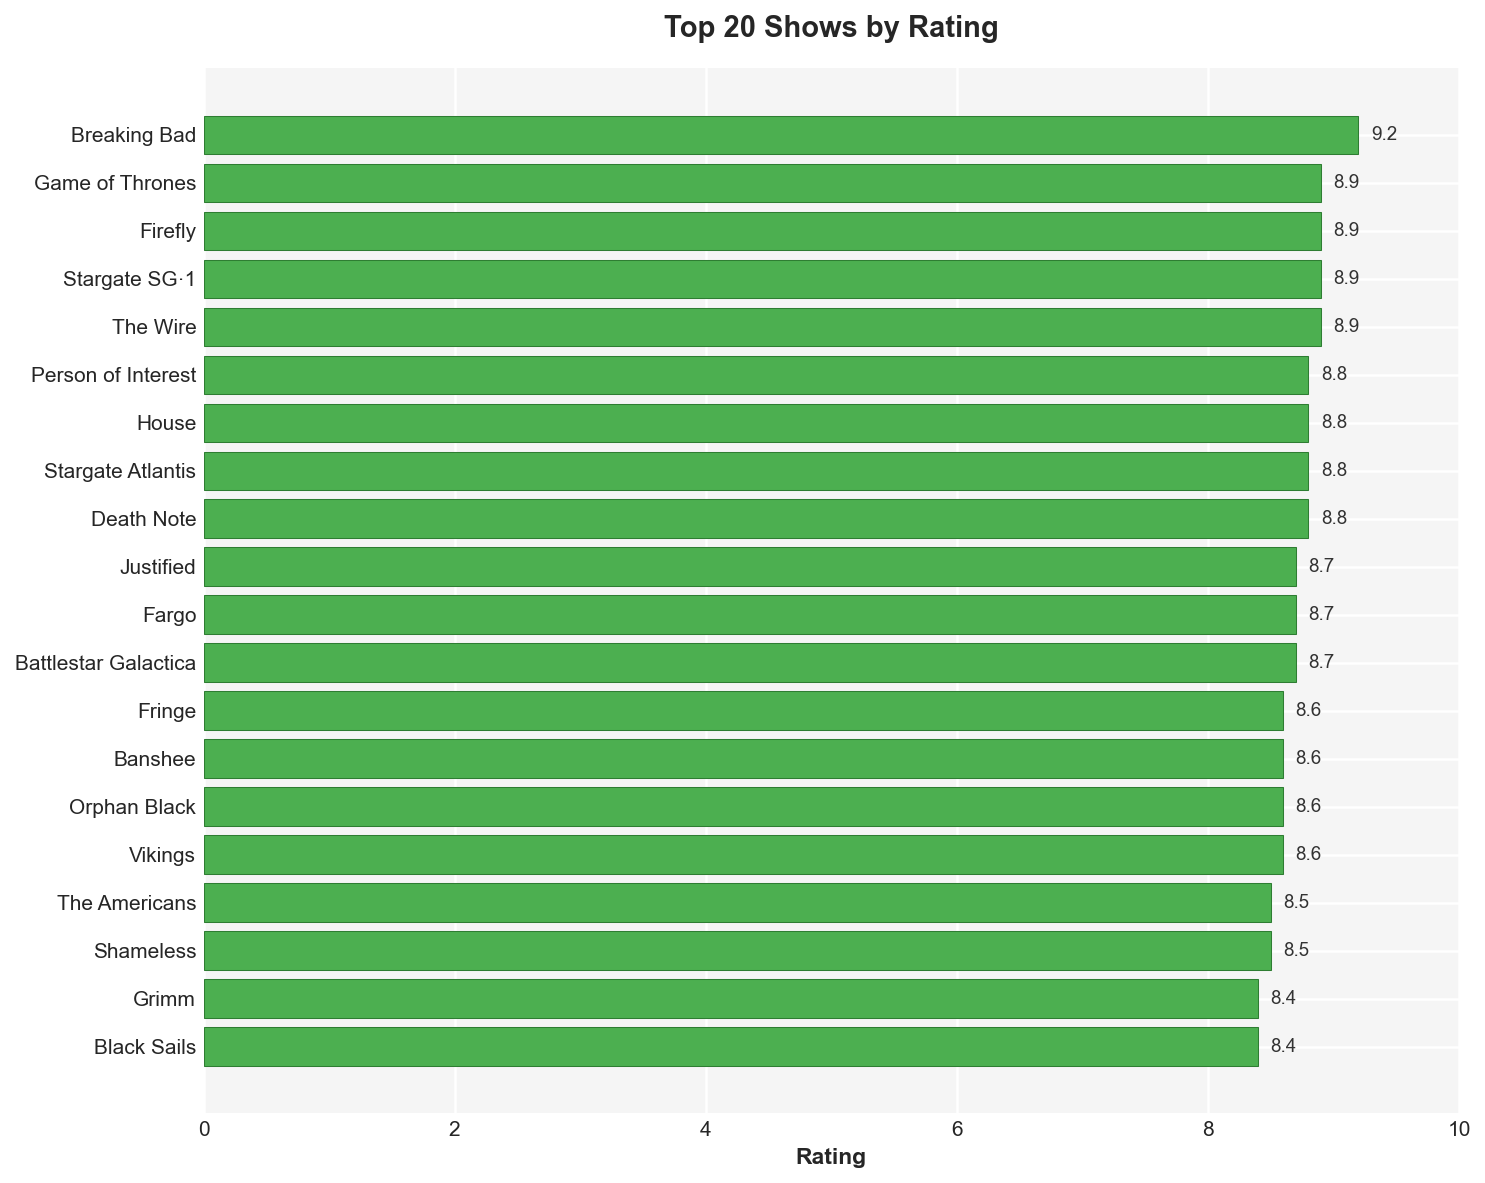 Top 20 Shows by Rating
Breaking Bad 9.2
Game of Thrones 8.9
Firefly 8.9
Stargate SG·1 8.9
The Wire 8.9
Person of Interest 8.8
House 8.8
Stargate Atlantis 8.8
Death Note 8.8
Justified 8.7
Fargo 8.7
Battlestar Galactica 8.7
Fringe 8.6
Banshee 8.6
Orphan Black 8.6
Vikings 8.6
The Americans 8.5
Shameless 8.5
Grimm 8.4
Black Sails 8.4
0 2 4 6 8 10
Rating